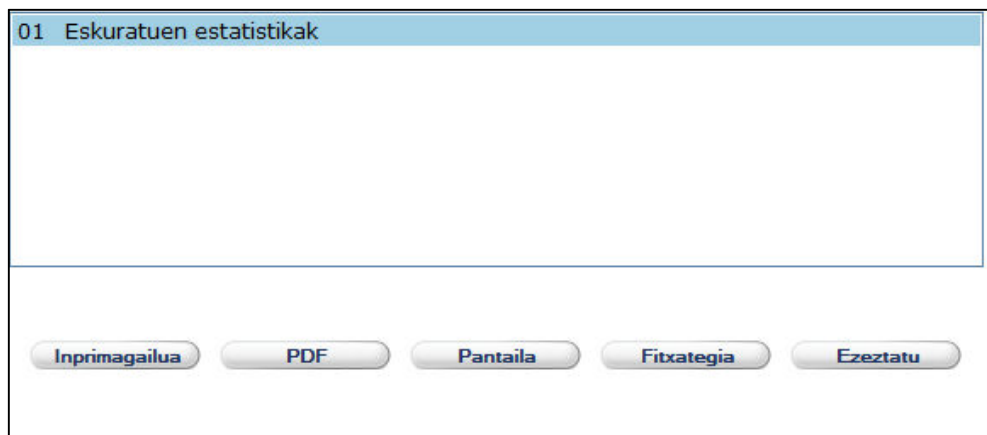 01 Eskuratuen estatistikak
Inprimagailua PDF Pantaila Fitxategia Ezeztatu